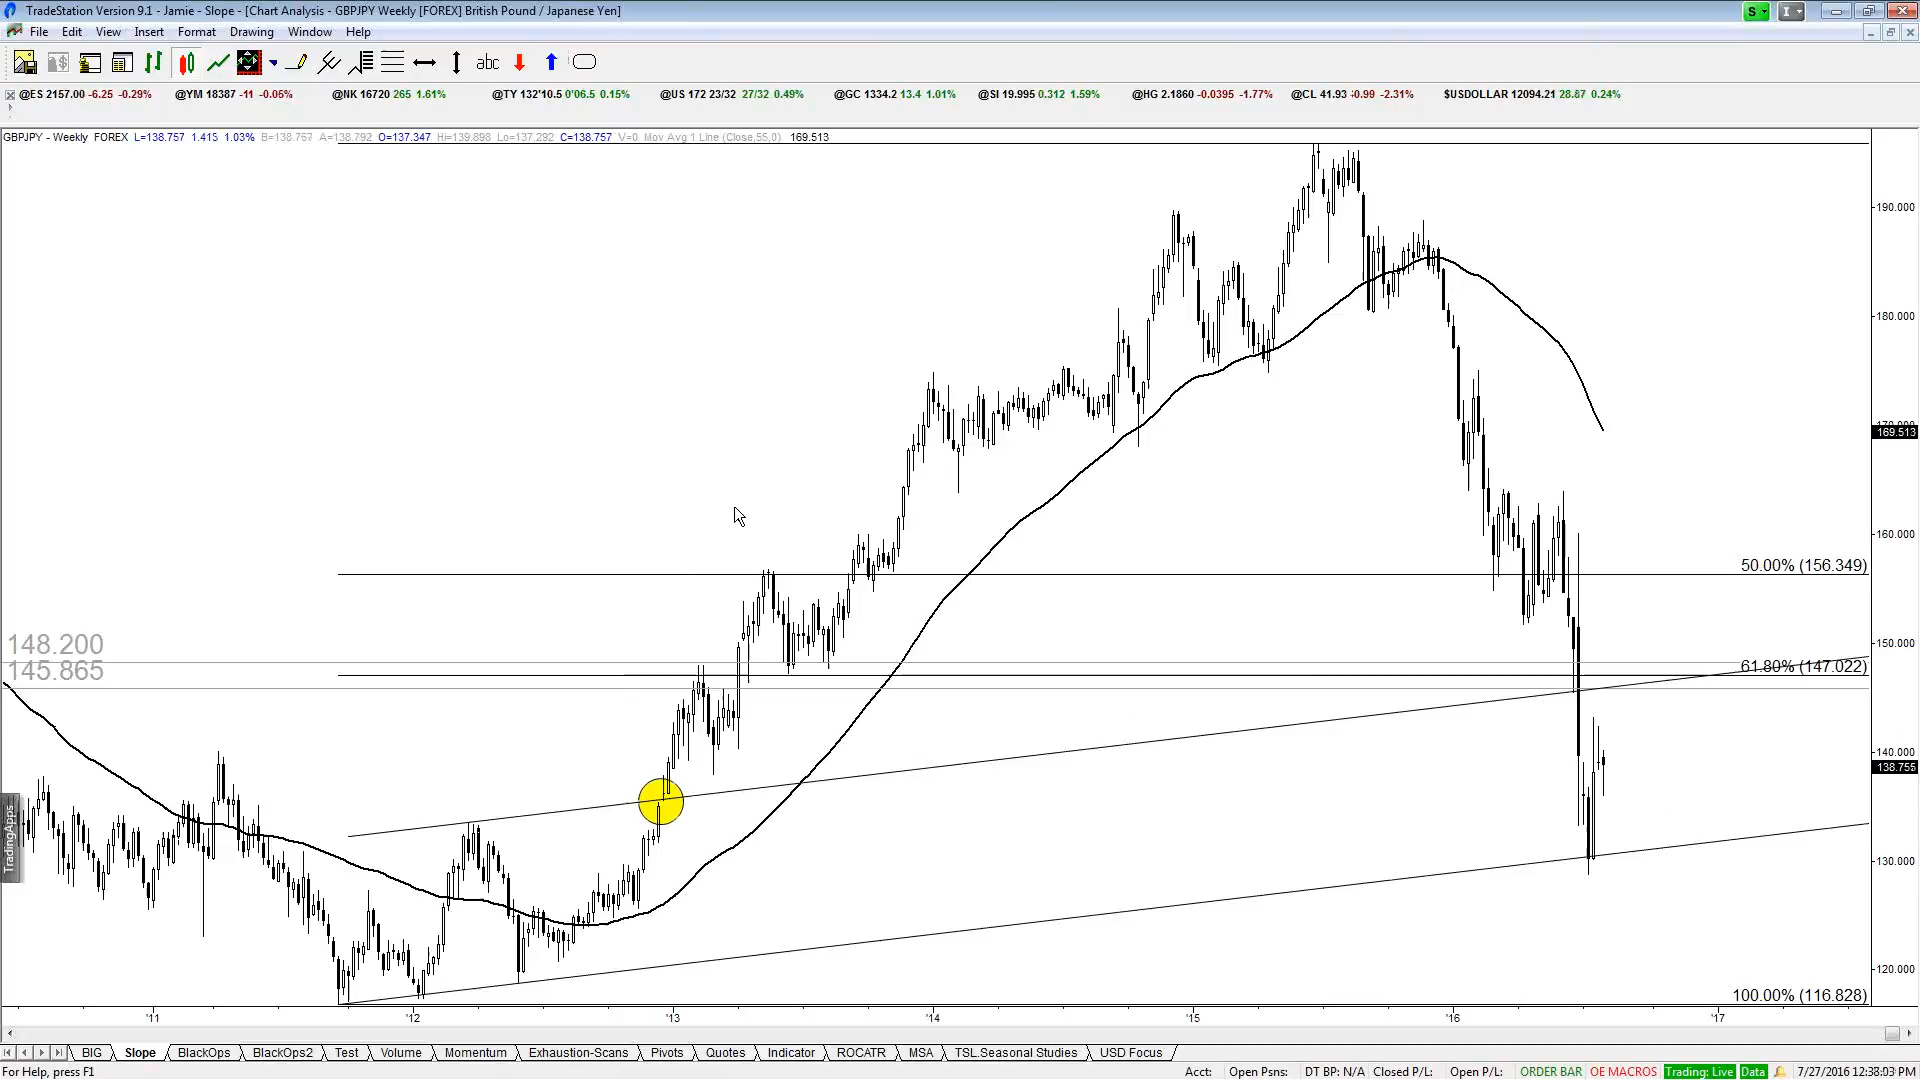 TradeStation Version 9.1 - Jamie - Slope - [Chart Analysis - GBPJPY Weekly [FOREX] British Pound / Japanese Yen]
S
I
File Edit View Insert Format Drawing Window Help
abc
@ES 2157.00 -6.25 -0.29% @YM 18387 -11 -0.06% @NK 16720 265 1.61% @TY 132'10.5 0'06.5 0.15% @US 172 23/32 27/32 0.49% @GC 1334.2 13.4 1.01% @SI 19.995 0.312 1.59% @HG 2.1860 -0.0395 -1.77% @CL 41.93 -0.99 -2.31% $USDOLLAR 12094.21 28.87 0.24%
GBPJPY - Weekly FOREX L=138.757 1.415 1.03% B=138.757 A=138.792 O=137.347 Hi=139.898 Lo=137.292 C=138.757 V=0 Mov Avg 1 Line (Close,55,0) 169.513
190.000
180.000
170.000
169.513
160.000
50.00% (156.349)
150.000
148.200
61.80% (147.022)
145.865
140.000
138.755
TradingApps
130.000
120.000
100.00% (116.828)
'11 '12 '13 '14 '15 '16 '17
BIG Slope BlackOps BlackOps2 Test Volume Momentum Exhaustion-Scans Pivots Quotes Indicator ROCATR MSA TSL.Seasonal Studies USD Focus
For Help, press F1
Acct: Open Psns: DT BP: N/A Closed P/L: Open P/L: ORDER BAR OE MACROS Trading: Live Data 7/27/2016 12:38:03 PM